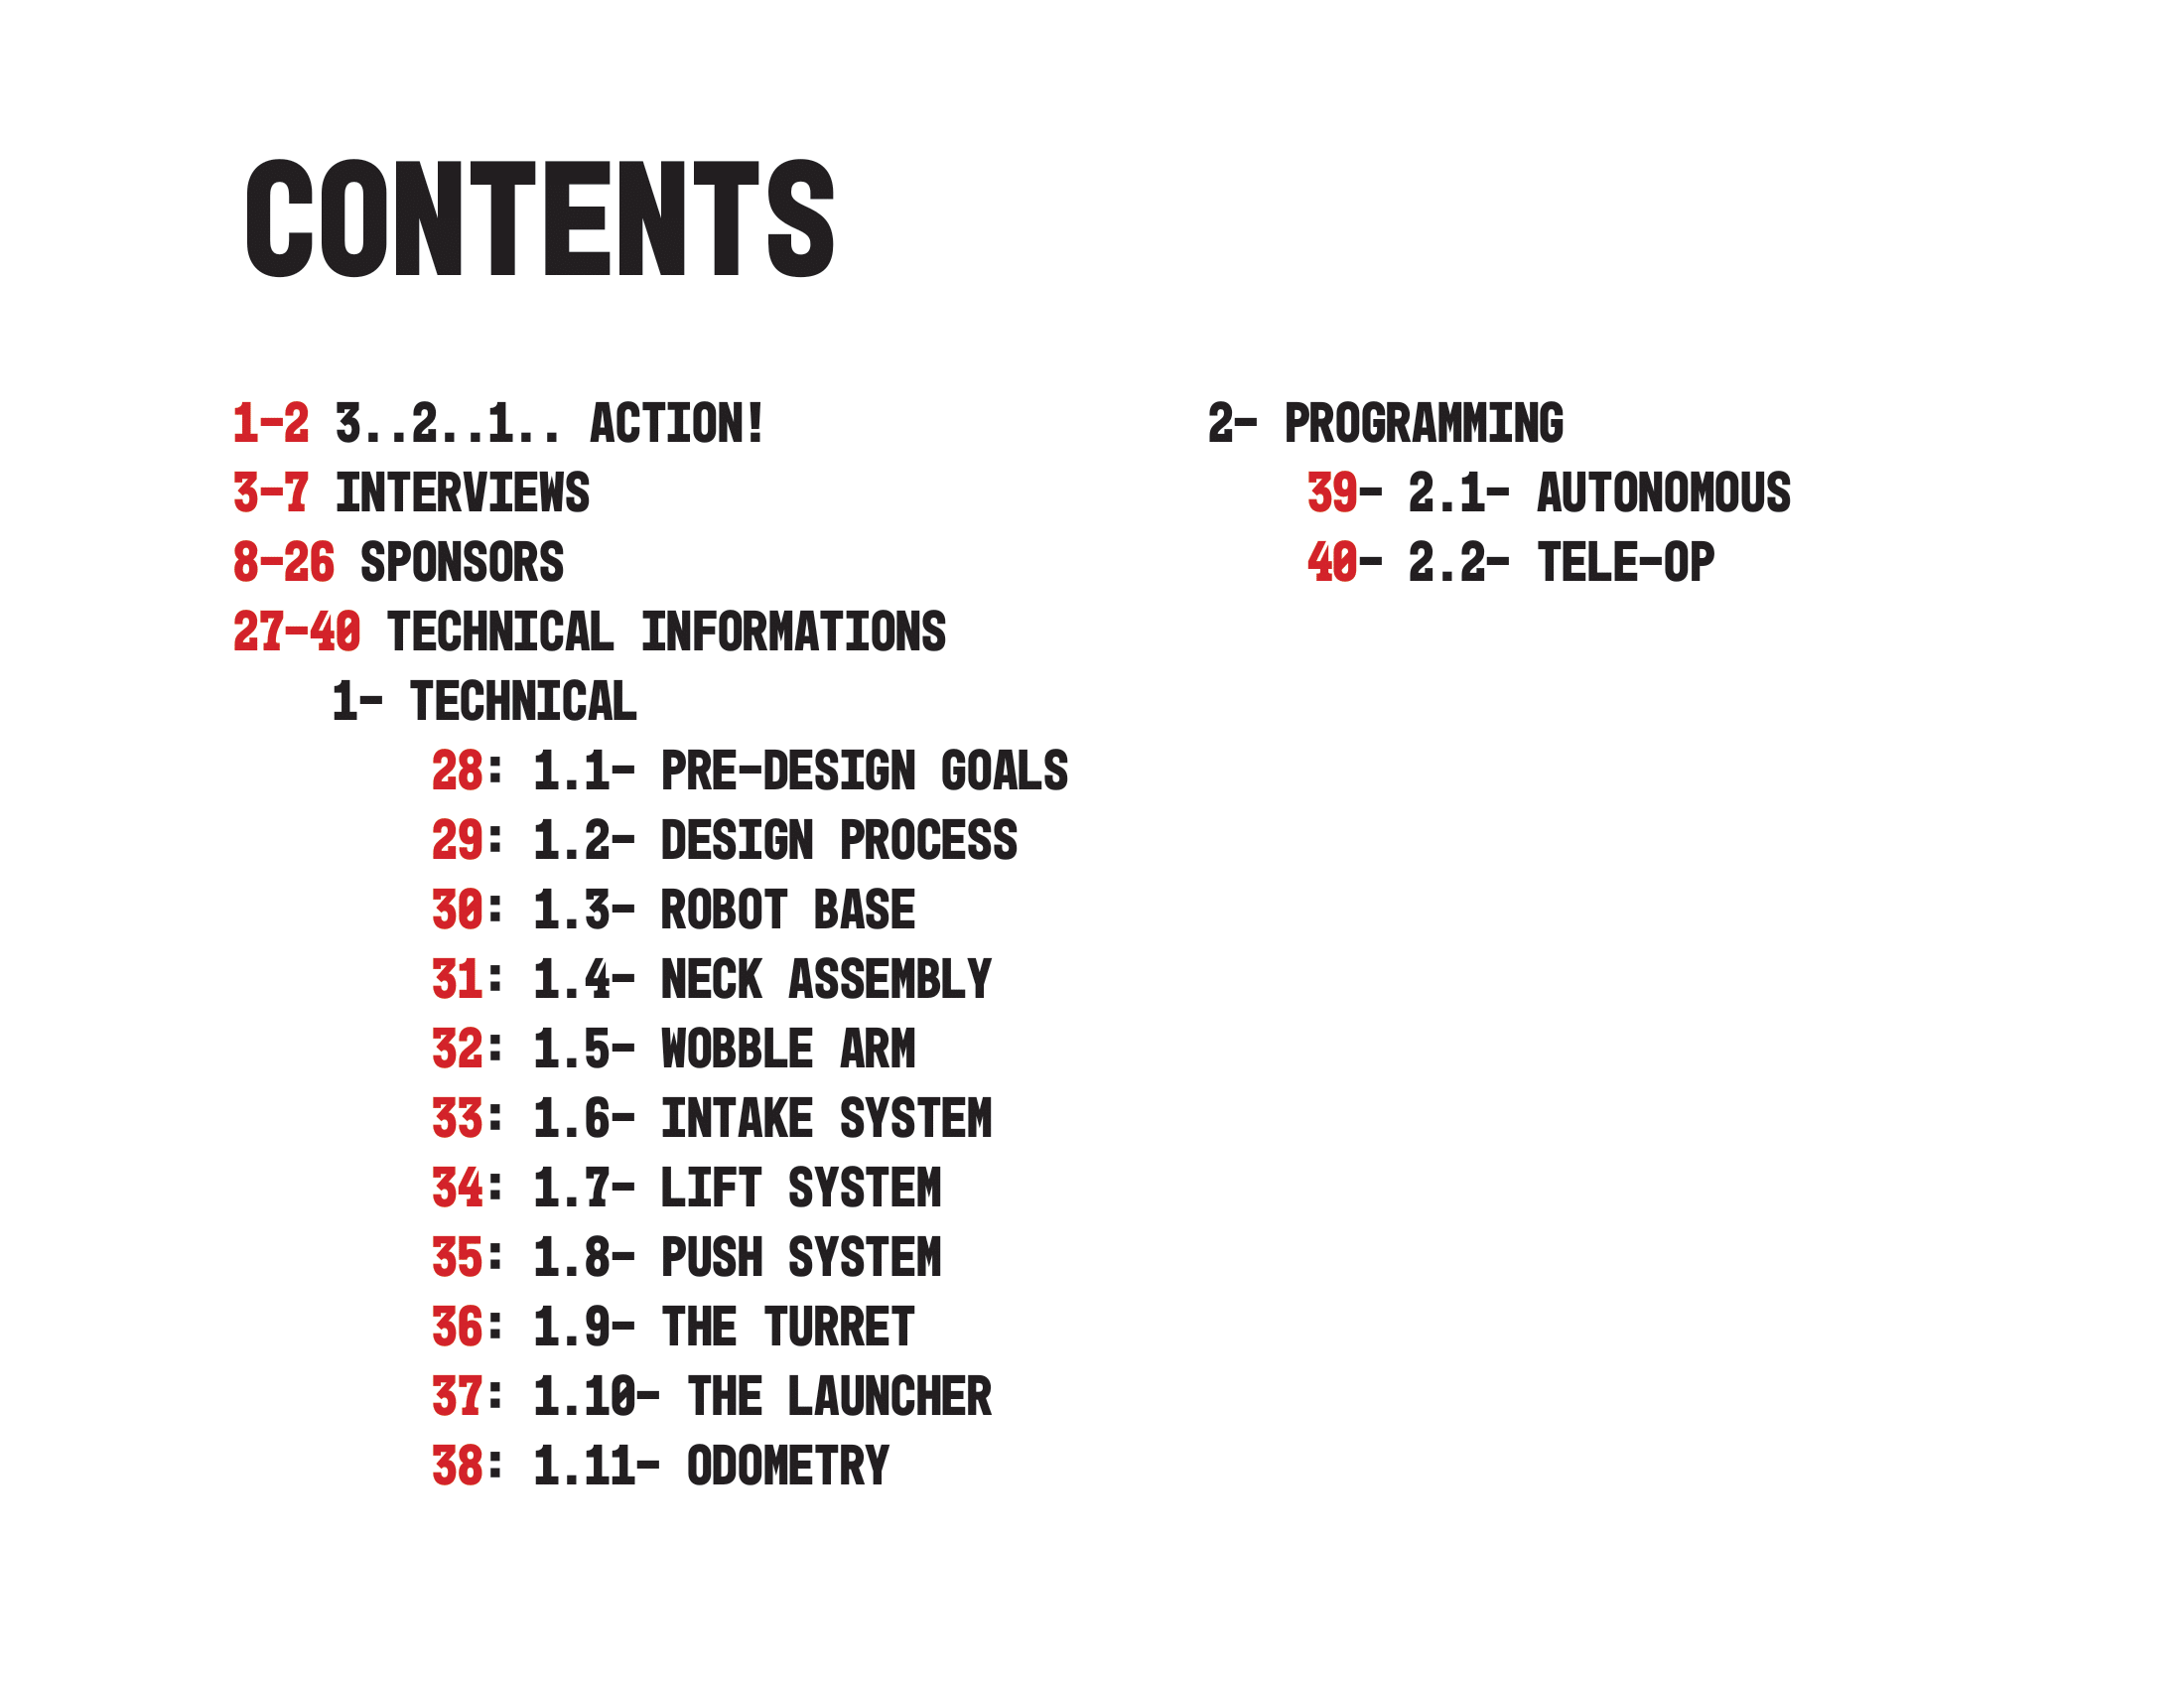 CONTENTS
1-2 3..2..1.. ACTION!
3-7 INTERVIEWS
8-26 SPONSORS
27-40 TECHNICAL INFORMATIONS
1- TECHNICAL
28: 1.1- PRE-DESIGN GOALS
29: 1.2- DESIGN PROCESS
30: 1.3- ROBOT BASE
31: 1.4- NECK ASSEMBLY
32: 1.5- WOBBLE ARM
33: 1.6- INTAKE SYSTEM
34: 1.7- LIFT SYSTEM
35: 1.8- PUSH SYSTEM
36: 1.9- THE TURRET
37: 1.10- THE LAUNCHER
38: 1.11- ODOMETRY
2- PROGRAMMING
39- 2.1- AUTONOMOUS
40- 2.2- TELE-OP